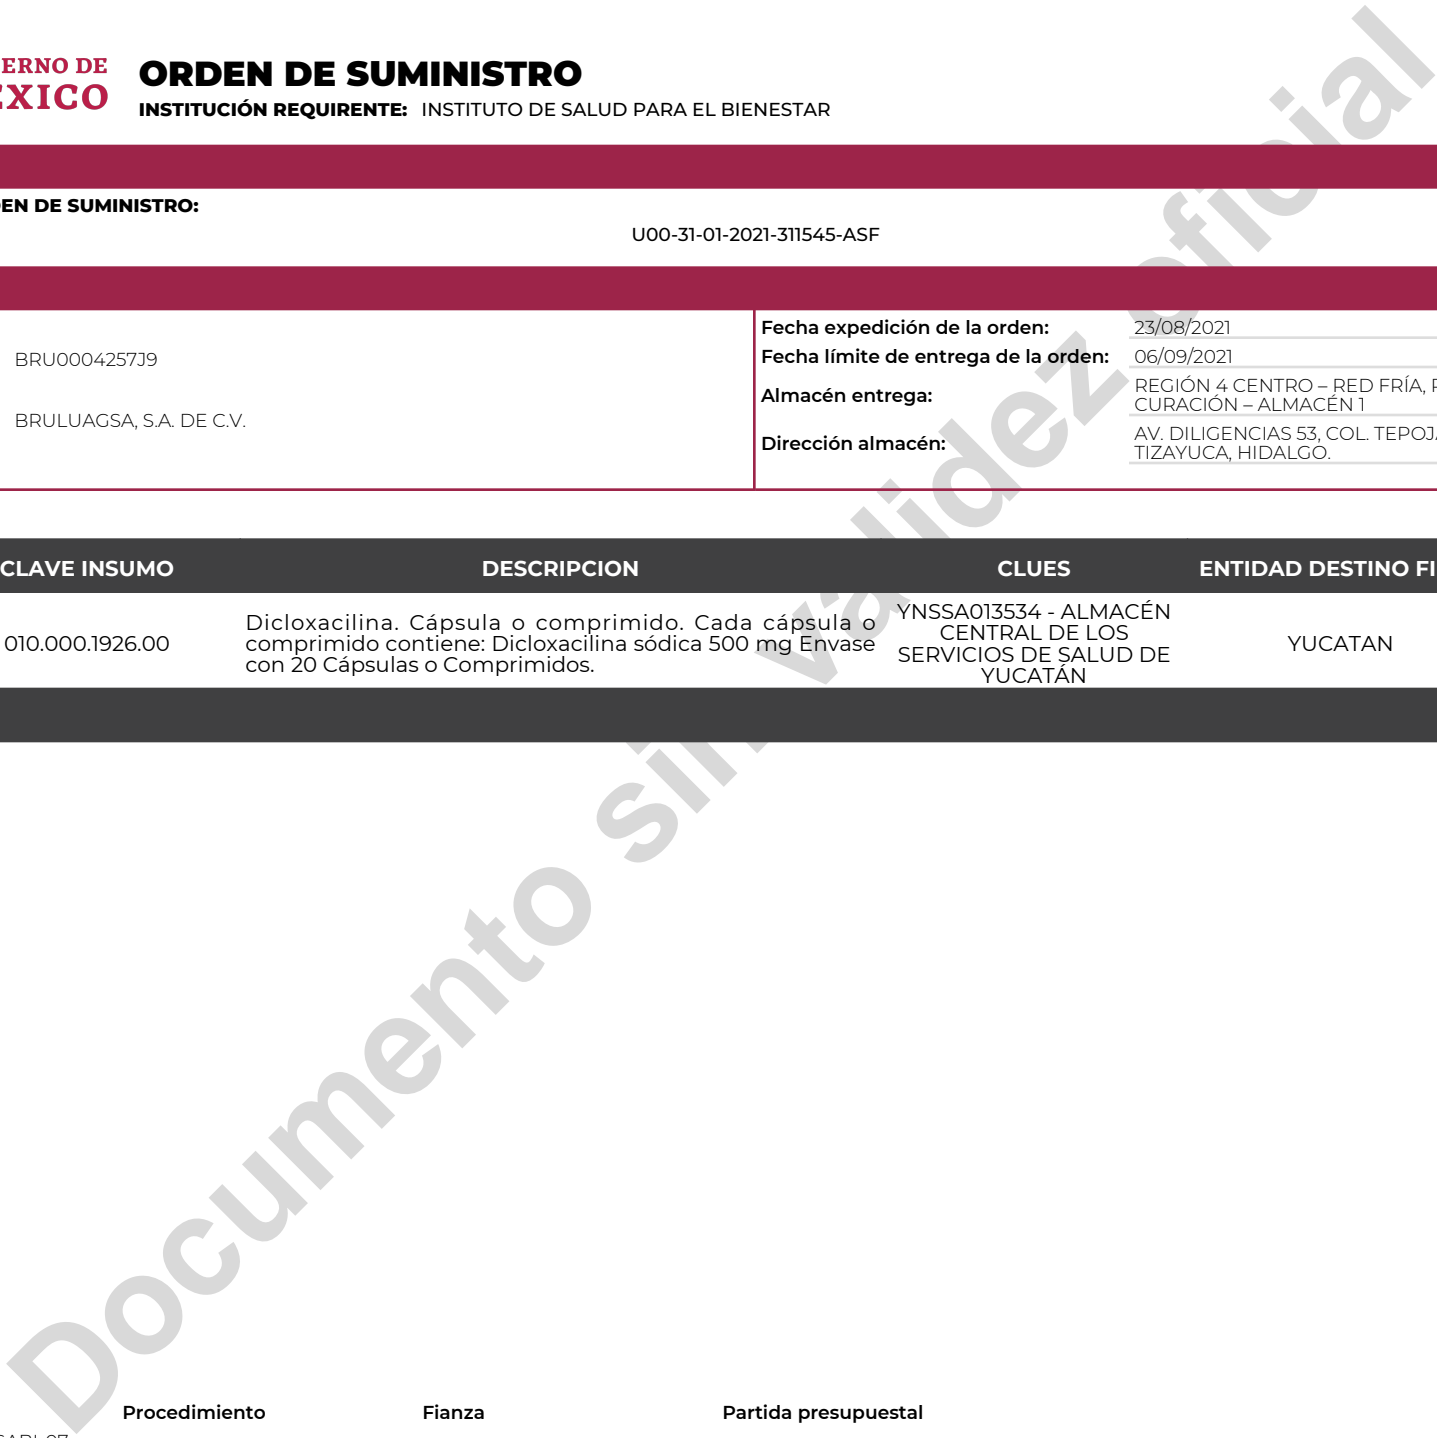 ERNO DE
ÉXICO
ORDEN DE SUMINISTRO
INSTITUCIÓN REQUIRENTE: INSTITUTO DE SALUD PARA EL BIENESTAR
EN DE SUMINISTRO:
U00-31-01-2021-311545-ASF
BRU0004257J9
BRULUAGSA, S.A. DE C.V.
Fecha expedición de la orden: 23/08/2021
Fecha límite de entrega de la orden: 06/09/2021
Almacén entrega: REGIÓN 4 CENTRO – RED FRÍA,
CURACIÓN – ALMACÉN 1
Dirección almacén: AV. DILIGENCIAS 53, COL. TEPOJ
TIZAYUCA, HIDALGO.
CLAVE INSUMO DESCRIPCION CLUES ENTIDAD DESTINO FI
010.000.1926.00
Dicloxacilina. Cápsula o comprimido. Cada cápsula o
comprimido contiene: Dicloxacilina sódica 500 mg Envase
con 20 Cápsulas o Comprimidos.
YNSSA013534 - ALMACÉN
CENTRAL DE LOS
SERVICIOS DE SALUD DE
YUCATÁN
YUCATAN
Documento sin validez oficial
Procedimiento Fianza Partida presupuestal